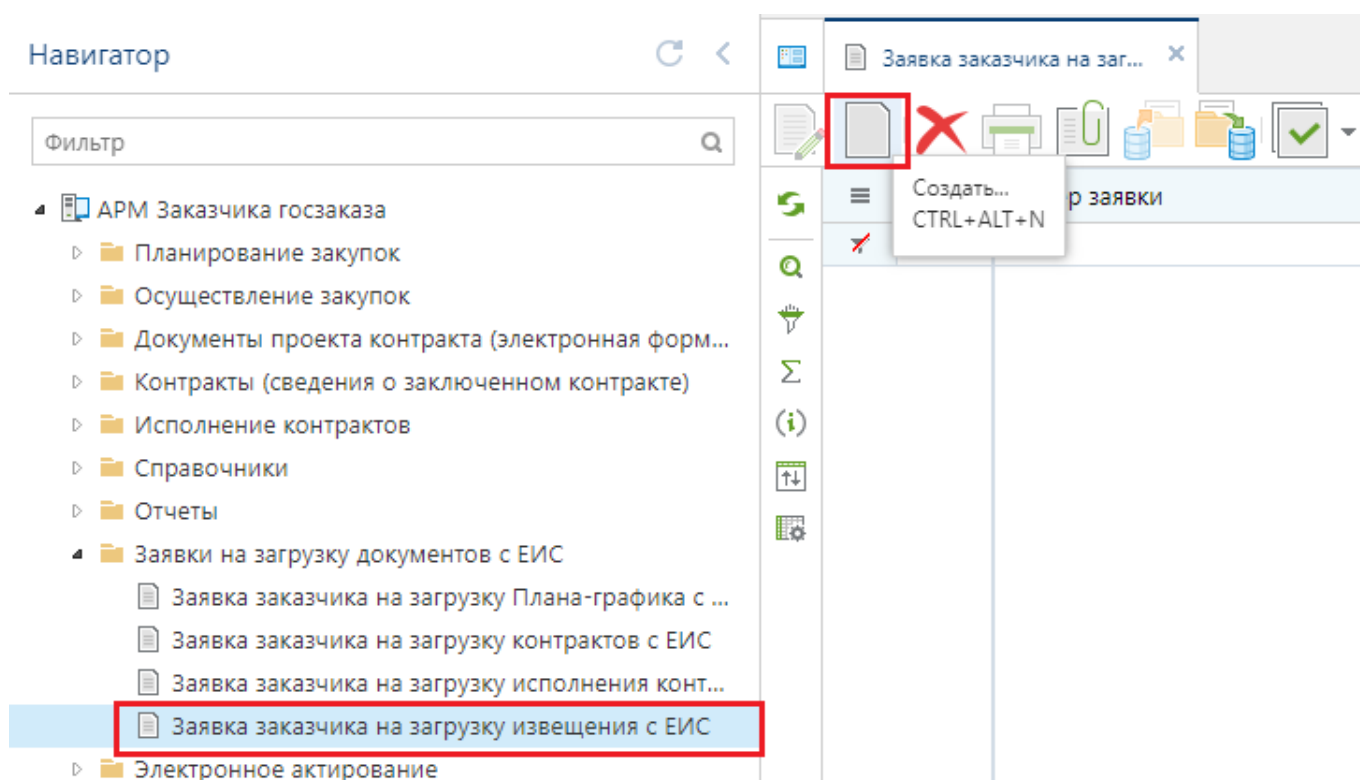 Навигатор
Заявка заказчика на заг...
Фильтр
Создать...
CTRL+ALT+N
р заявки
АРМ Заказчика госзаказа
Планирование закупок
Осуществление закупок
Документы проекта контракта (электронная форм...
Контракты (сведения о заключенном контракте)
Исполнение контрактов
Справочники
Отчеты
Заявки на загрузку документов с ЕИС
Заявка заказчика на загрузку Плана-графика с ...
Заявка заказчика на загрузку контрактов с ЕИС
Заявка заказчика на загрузку исполнения конт...
Заявка заказчика на загрузку извещения с ЕИС
Электронное актирование